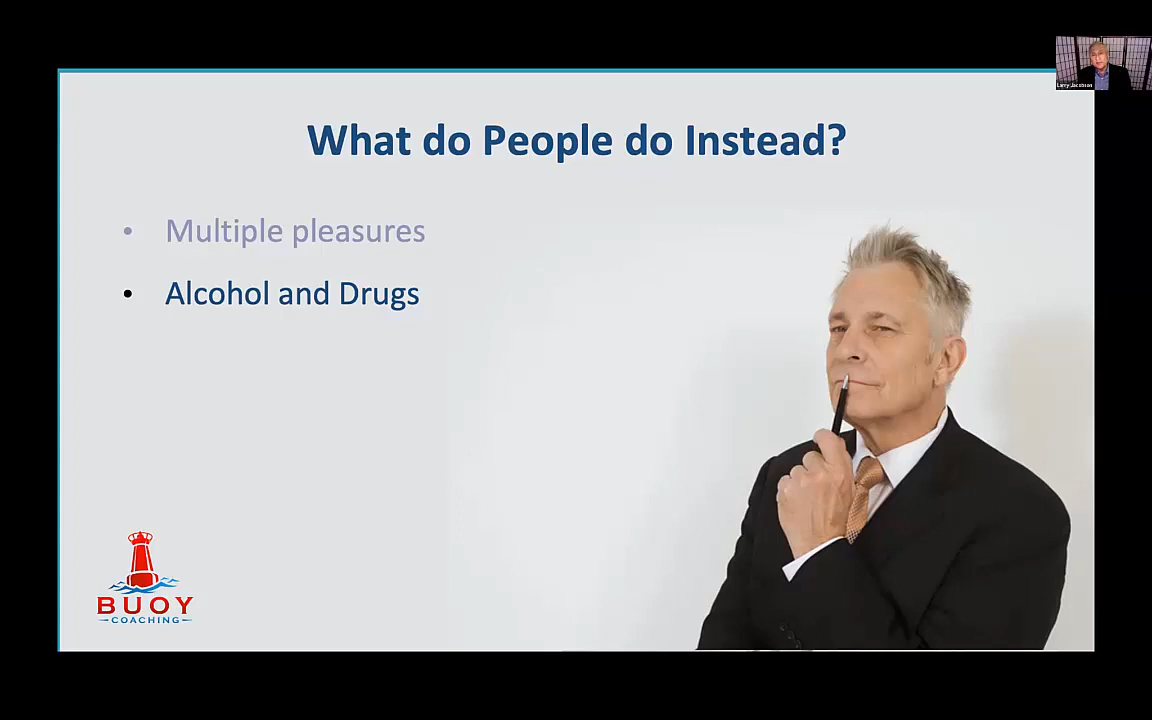 Larry Jacobson
What do People do Instead?
• Multiple pleasures
• Alcohol and Drugs
BUOY
COACHING